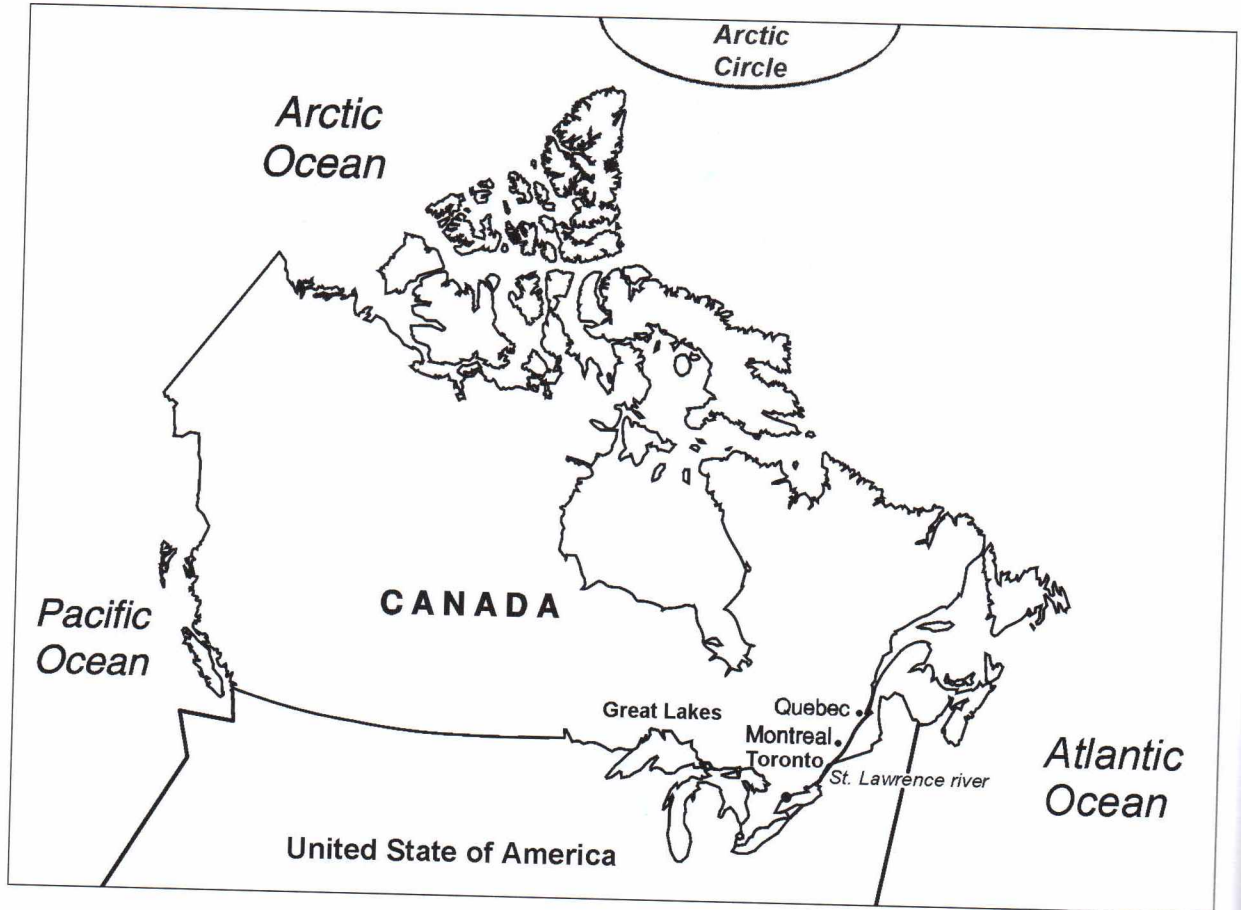 Arctic
Circle
Arctic
Ocean
CANADA
Pacific
Ocean
Great Lakes
Quebec
Montreal
Toronto
St. Lawrence river
Atlantic
Ocean
United State of America